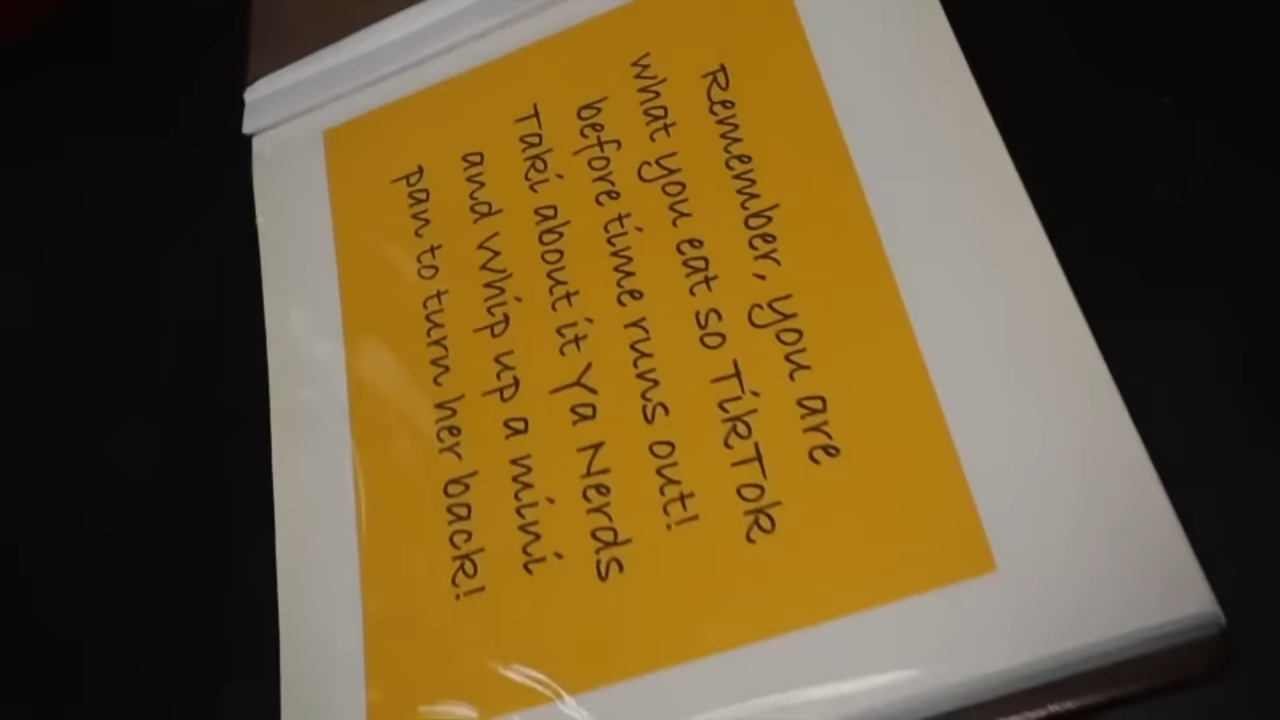 Remember, you are
what you eat so TikTok
before time runs out!
Taki about it Ya Nerds
and whip up a mini
pan to turn her back!